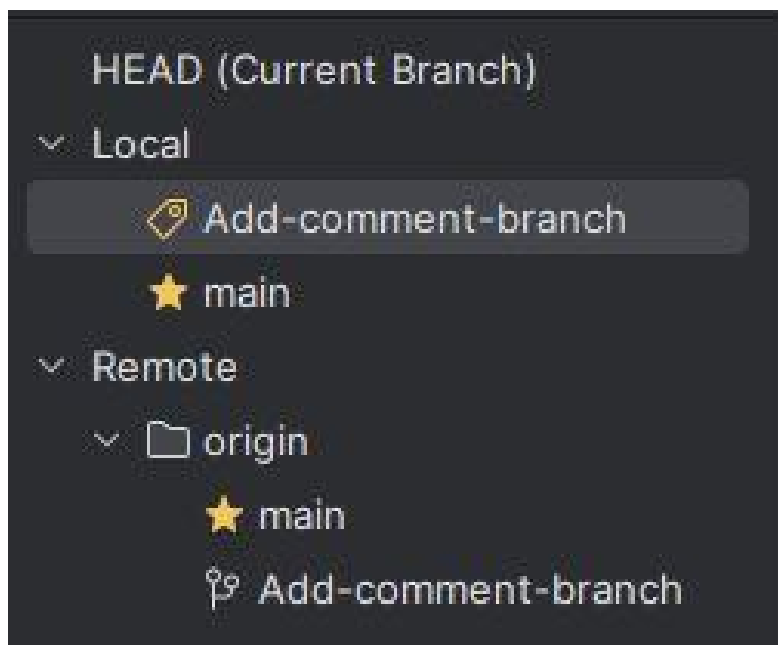 HEAD (Current Branch)
Local
Add-comment-branch
main
Remote
origin
main
Add-comment-branch